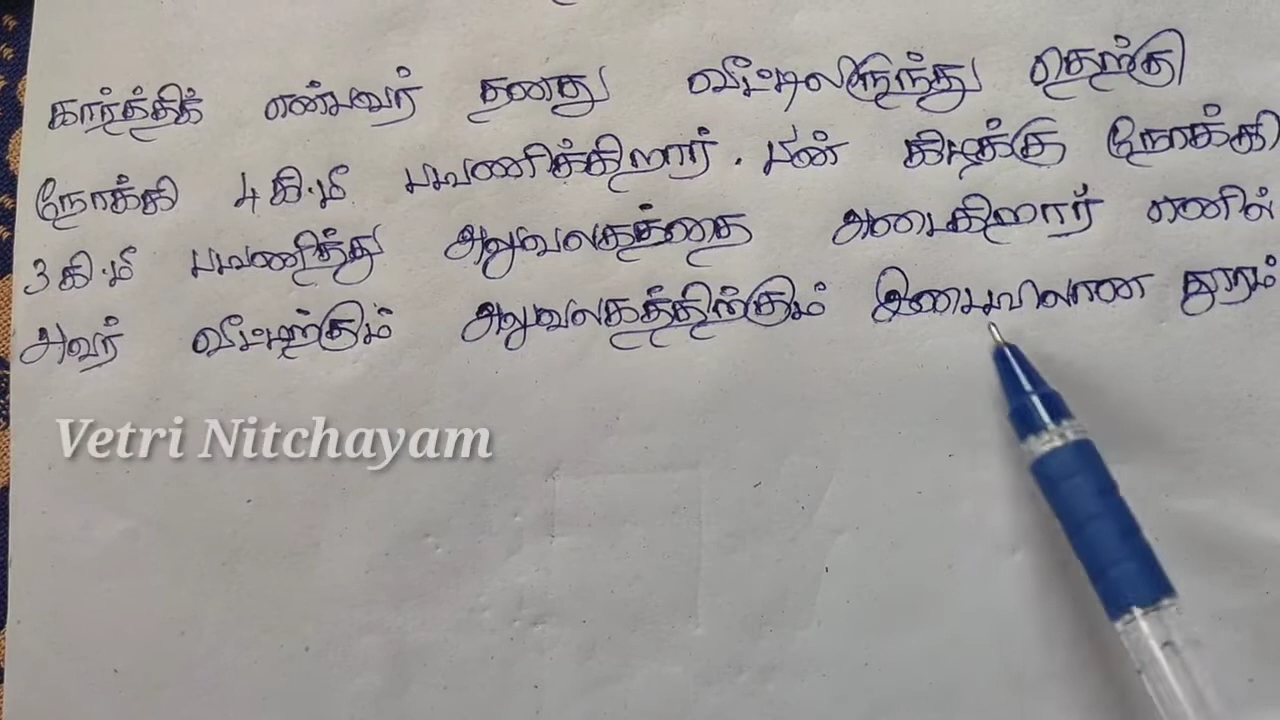 கார்த்திக் என்பவர் தனது வீட்டிலிருந்து தெற்கு
நோக்கி 4 கி.மீ பயணிக்கிறார். பின் கிழக்கு நோக்கி
3 கி.மீ பயணித்து அலுவலகத்தை அடைகிறார் எனில்
அவர் வீட்டிற்கும் அலுவலகத்திற்கும் இடையிலான தூரம்
Vetri Nitchayam